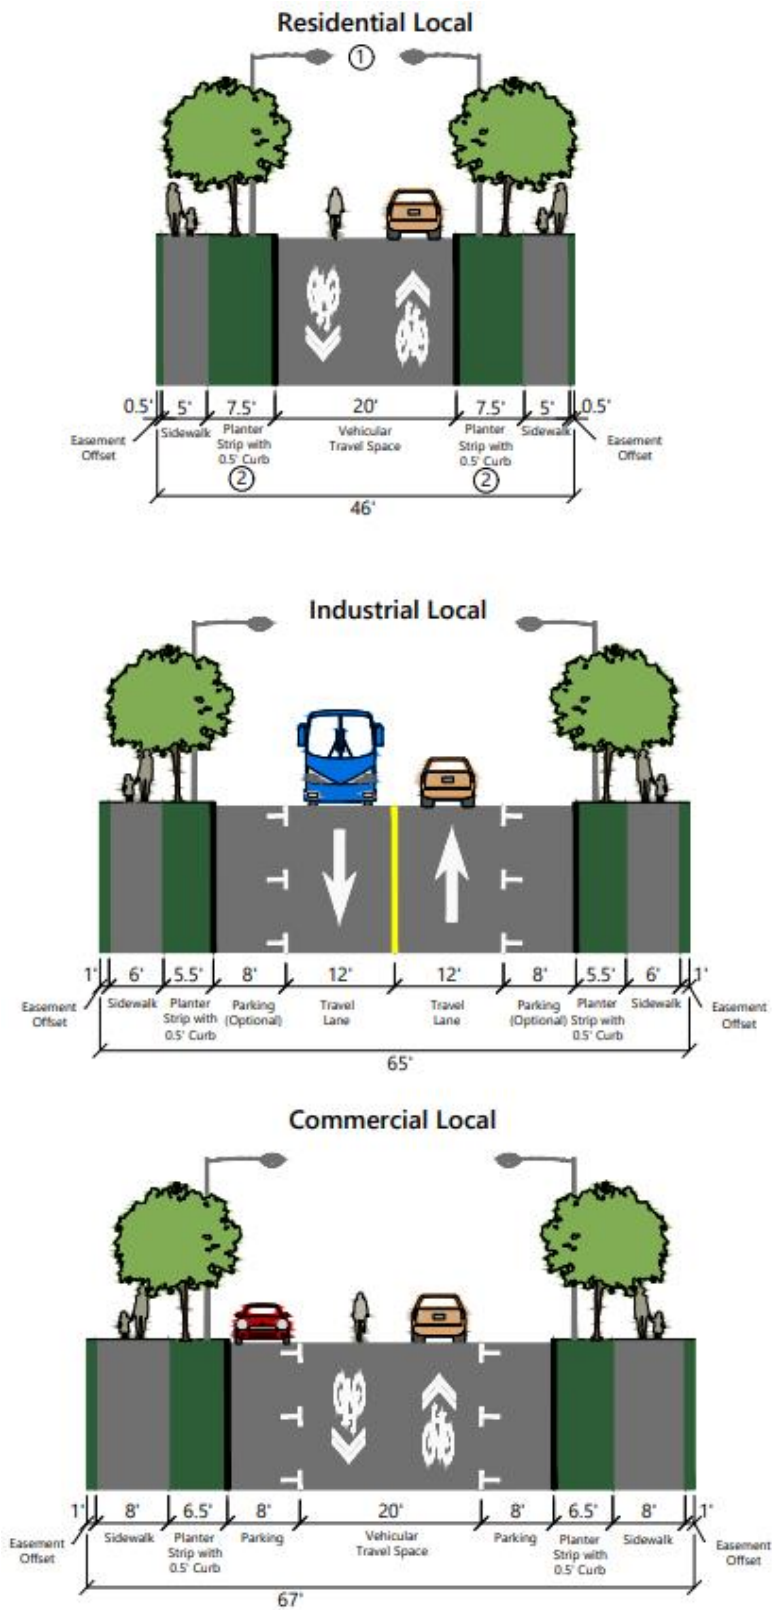 Residential Local
1
0.5' 5' 7.5' 20' 7.5' 5' 0.5'
Easement
Offset
Sidewalk
Planter
Strip with
0.5' Curb
2
Vehicular
Travel Space
Planter
Strip with
0.5' Curb
2
Sidewalk
Easement
Offset
46'
Industrial Local
1' 6' 5.5' 8' 12' 12' 8' 5.5' 6' 1'
Easement
Offset
Sidewalk
Planter
Strip with
0.5' Curb
Parking
(Optional)
Travel
Lane
Travel
Lane
Parking
(Optional)
Planter
Strip with
0.5' Curb
Sidewalk
Easement
Offset
65'
Commercial Local
1' 8' 6.5' 8' 20' 8' 6.5' 8' 1'
Easement
Offset
Sidewalk
Planter
Strip with
0.5' Curb
Parking
Vehicular
Travel Space
Parking
Planter
Strip with
0.5' Curb
Sidewalk
Easement
Offset
67'